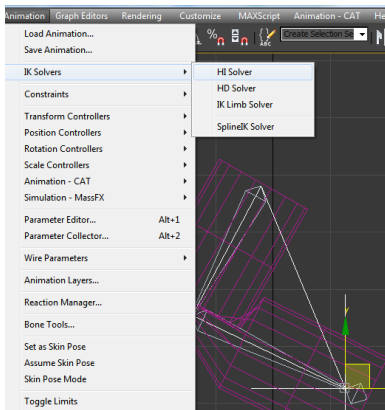 Animation Graph Editors Rendering Customize MAXScript Animation - CAT He
Load Animation...
Save Animation...
Create Selection Se
ABC
IK Solvers
HI Solver
HD Solver
IK Limb Solver
SplineIK Solver
Constraints
Transform Controllers
Position Controllers
Rotation Controllers
Scale Controllers
Animation - CAT
Simulation - MassFX
Parameter Editor... Alt+1
Parameter Collector... Alt+2
Wire Parameters
Animation Layers...
Reaction Manager...
Bone Tools...
Set as Skin Pose
Assume Skin Pose
Skin Pose Mode
Toggle Limits